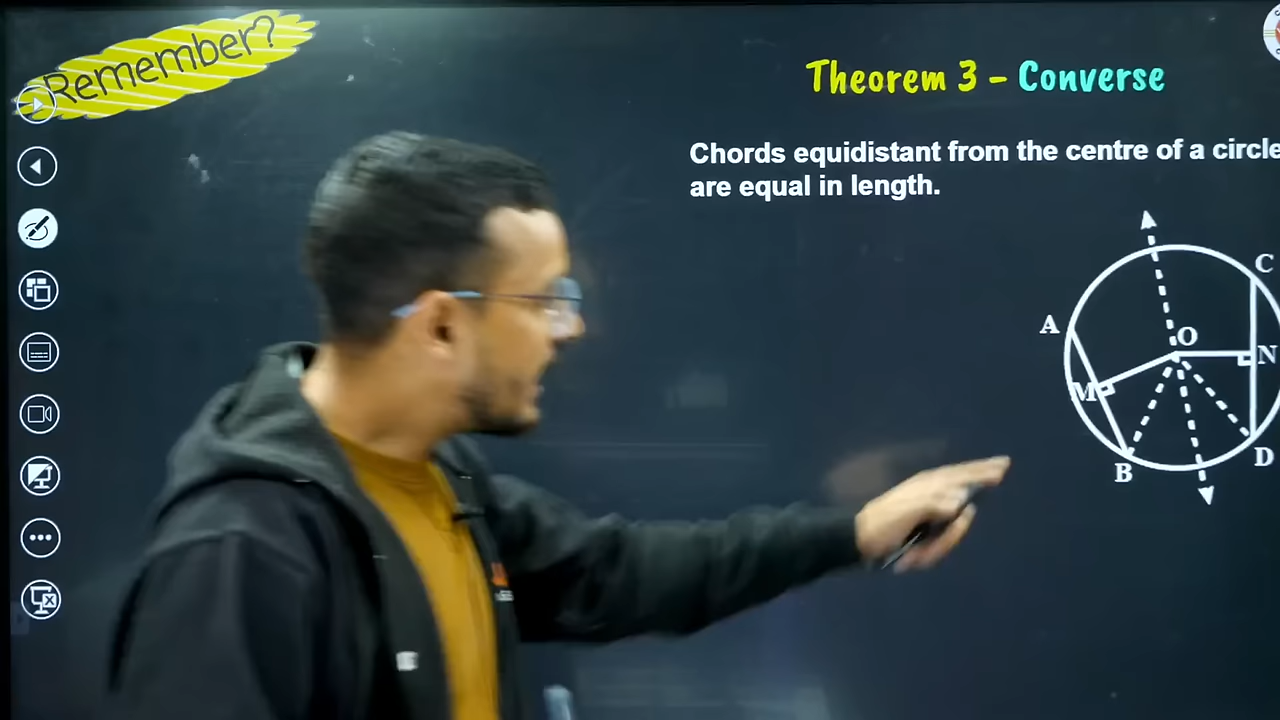 Remember?
Theorem 3 - Converse
Chords equidistant from the centre of a circle
are equal in length.
C
A
O
N
M
B
D